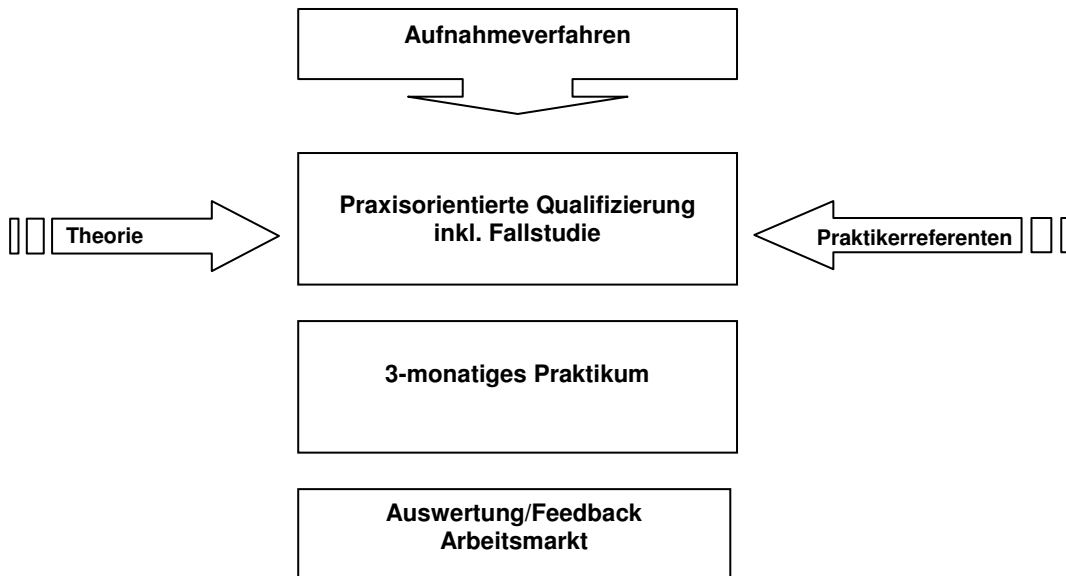 Aufnahmeverfahren
Praxisorientierte Qualifizierung
inkl. Fallstudie
Theorie
Praktikerreferenten
3-monatiges Praktikum
Auswertung/Feedback
Arbeitsmarkt